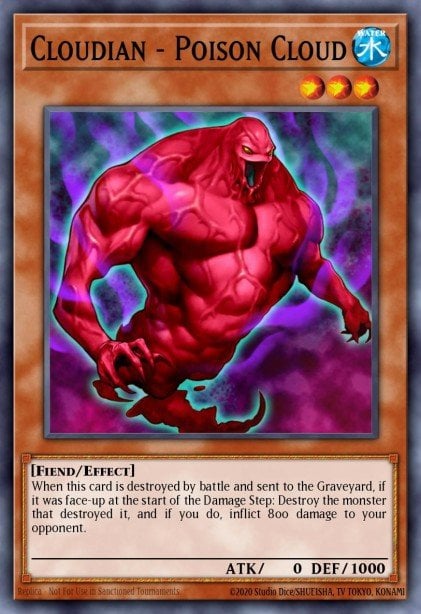 Cloudian - Poison Cloud
WATER
水
[Fiend/Effect]
When this card is destroyed by battle and sent to the Graveyard, if
it was face-up at the start of the Damage Step: Destroy the monster
that destroyed it, and if you do, inflict 800 damage to your
opponent.
ATK/ 0 DEF/1000
Replica - Not For Use in Sanctioned Tournaments
©2020 Studio Dice/SHUEISHA, TV TOKYO, KONAMI